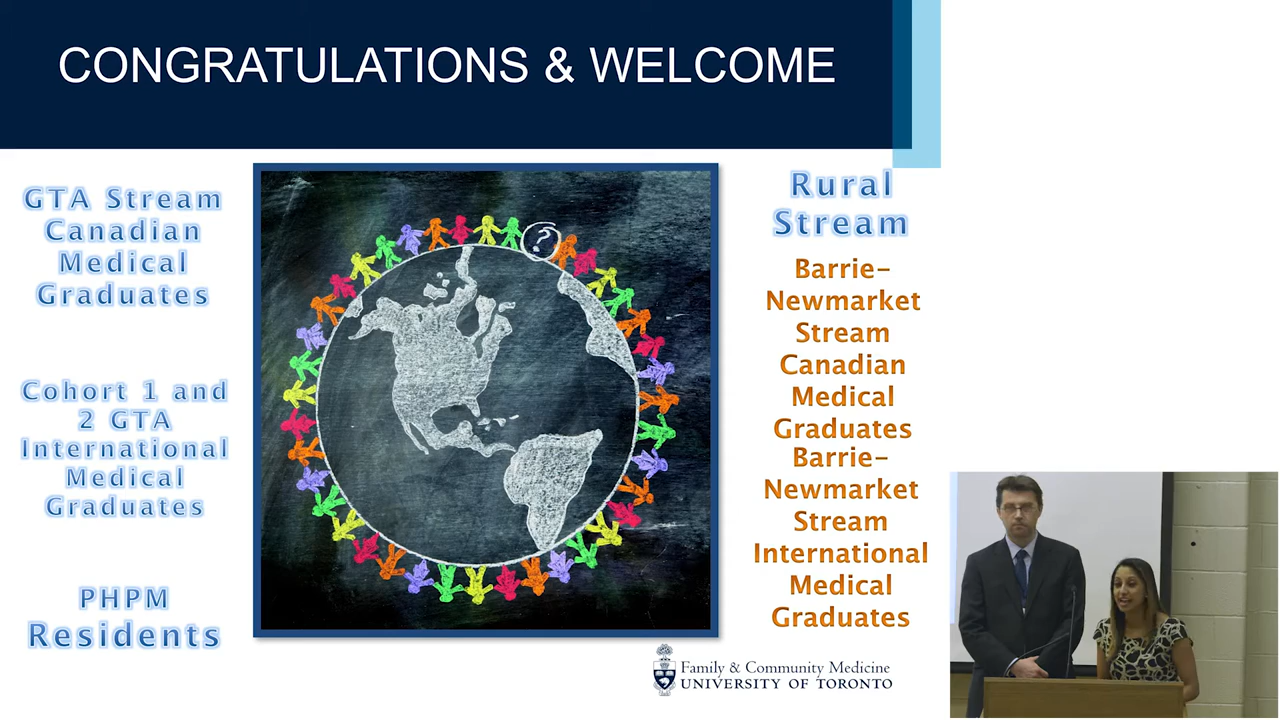 CONGRATULATIONS & WELCOME
GTA Stream
Canadian
Medical
Graduates
Cohort 1 and
2 GTA
International
Medical
Graduates
PHPM
Residents
?
Rural
Stream
Barrie-
Newmarket
Stream
Canadian
Medical
Graduates
Barrie-
Newmarket
Stream
International
Medical
Graduates
Family & Community Medicine
UNIVERSITY OF TORONTO